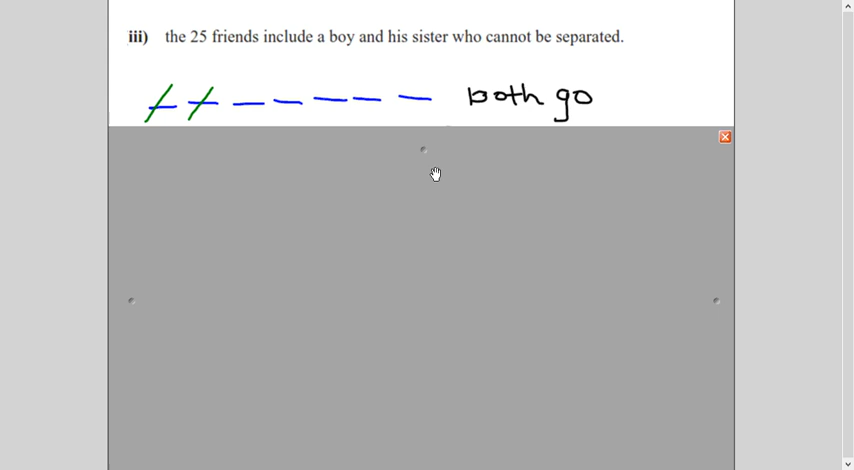 iii) the 25 friends include a boy and his sister who cannot be separated.
both go